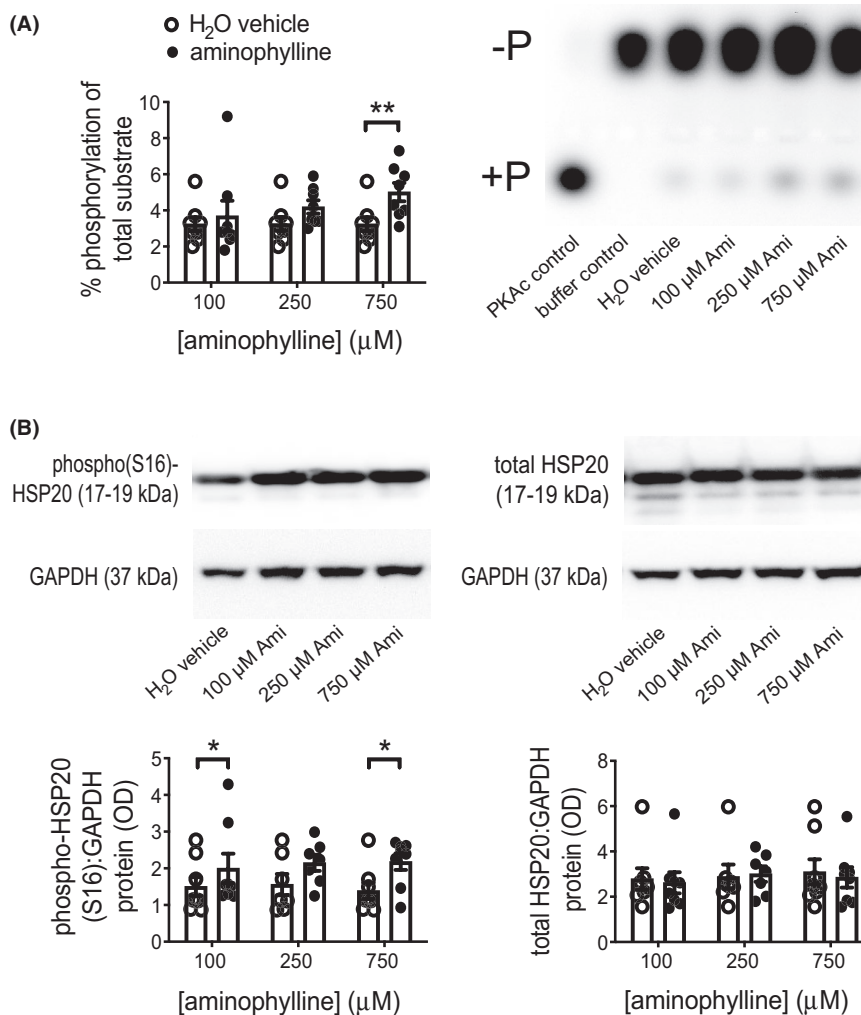 (A)
H₂O vehicle
aminophylline
% phosphorylation of
total substrate
10
8
6
4
2
**
100
250
750
[aminophylline] (μM)
-P
+P
PKAc control
buffer control
H₂O vehicle
100 μM Ami
250 μM Ami
750 μM Ami
(B)
phospho(S16)-
HSP20 (17-19 kDa)
GAPDH (37 kDa)
H₂O vehicle
100 μM Ami
250 μM Ami
750 μM Ami
total HSP20
(17-19 kDa)
GAPDH (37 kDa)
H₂O vehicle
100 μM Ami
250 μM Ami
750 μM Ami
phospho-HSP20
(S16):GAPDH
protein (OD)
5
4
3
2
1
0
*
*
100
250
750
[aminophylline] (μM)
total HSP20:GAPDH
protein (OD)
8
6
4
2
0
100
250
750
[aminophylline] (μM)